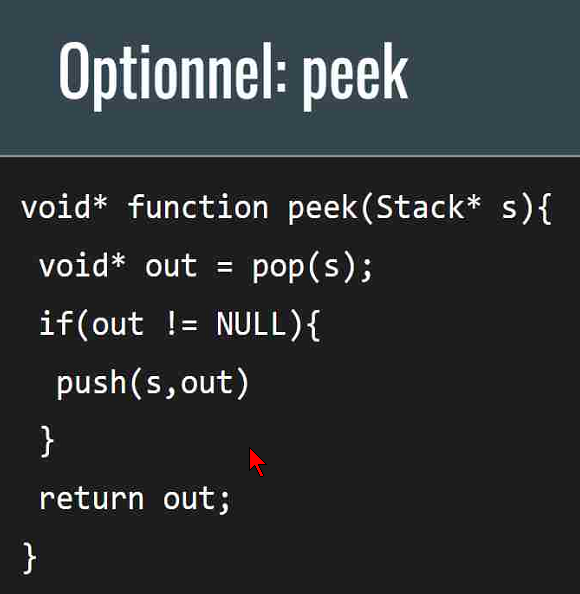 Optionnel: peek
void* function peek(Stack* s){
void* out = pop(s);
if(out != NULL){
push(s,out)
}
return out;
}